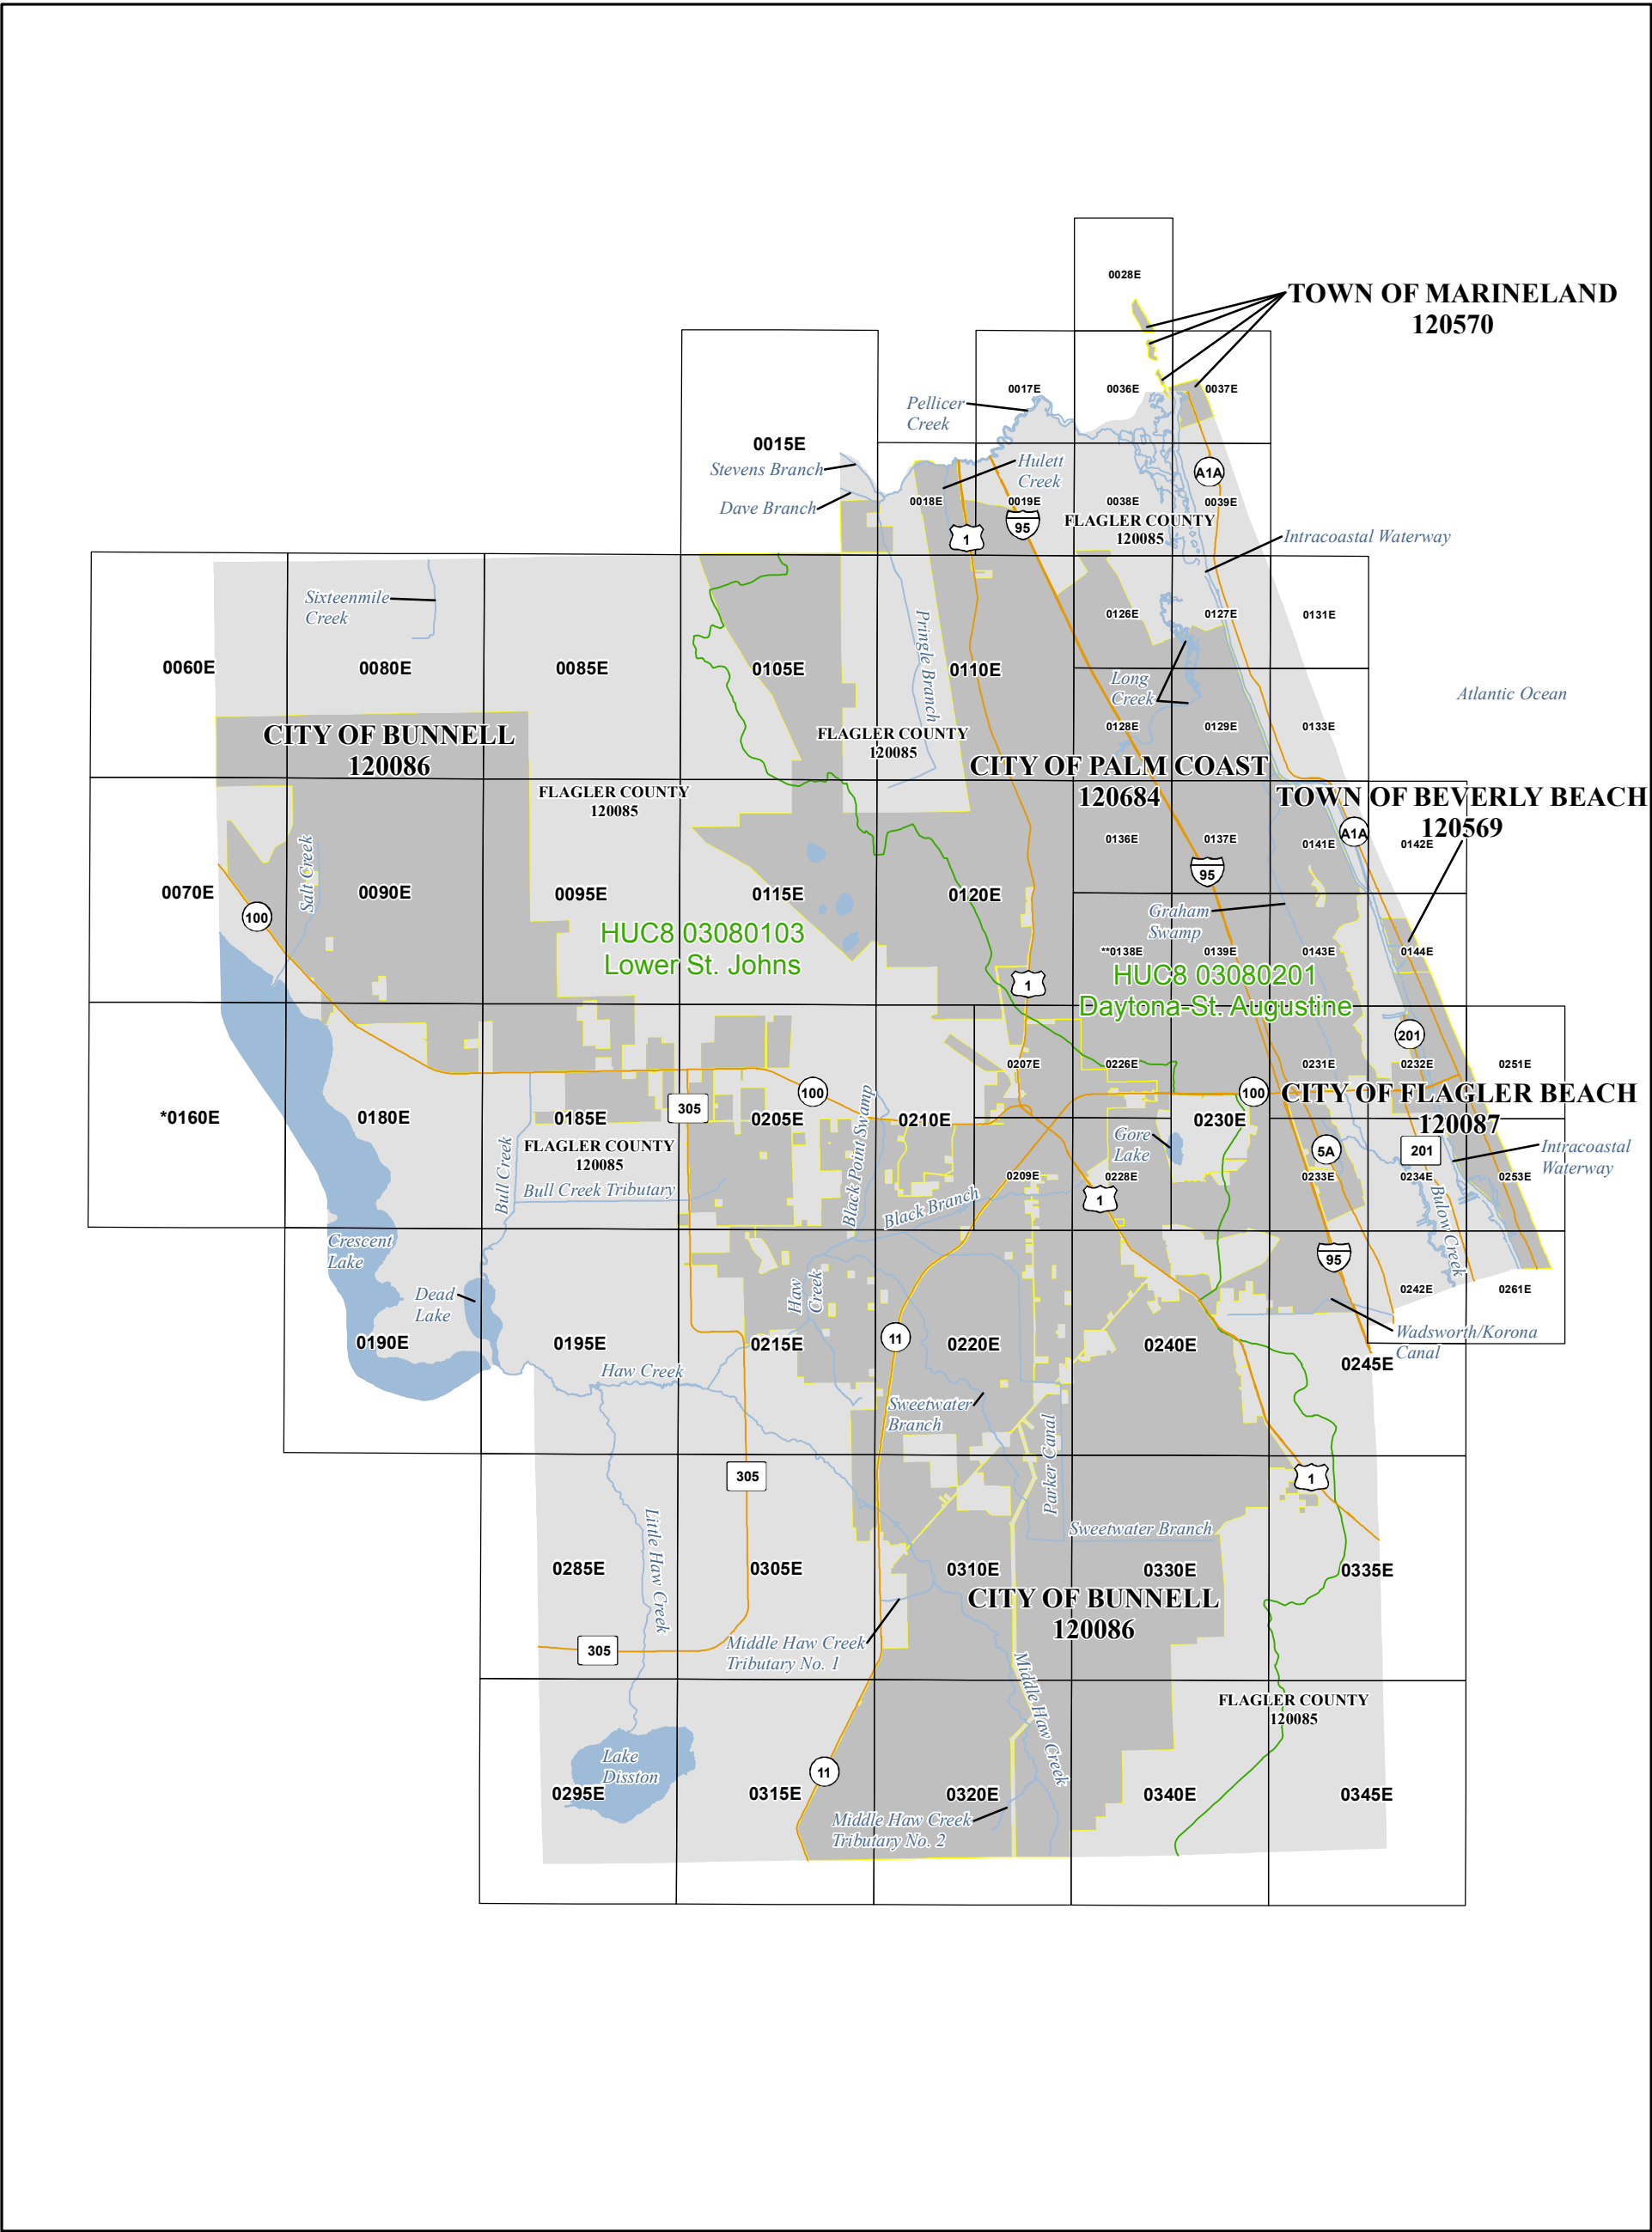 0028E
TOWN OF MARINELAND
120570
0017E
0036E
0037E
Pellicer
Creek
0015E
Stevens Branch
Hulett
Creek
A1A
Dave Branch
0018E
0019E
0038E
0039E
95
FLAGLER COUNTY
120085
1
Intracoastal Waterway
Sixteenmile
Creek
0126E
0127E
0131E
Pringle Branch
0060E
0080E
0085E
0105E
0110E
Long
Creek
Atlantic Ocean
0128E
0129E
0133E
CITY OF BUNNELL
120086
FLAGLER COUNTY
120085
CITY OF PALM COAST
120684
FLAGLER COUNTY
120085
TOWN OF BEVERLY BEACH
120569
A1A
0136E
0137E
0141E
0142E
95
Salt Creek
0070E
0090E
0095E
0115E
0120E
100
Graham
Swamp
HUC8 03080103
Lower St. Johns
**0138E
0139E
0143E
0144E
HUC8 03080201
Daytona-St. Augustine
1
201
0207E
0226E
0231E
0232E
0251E
100
100
CITY OF FLAGLER BEACH
120087
305
*0160E
0180E
0185E
0205E
0210E
0230E
FLAGLER COUNTY
120085
Black Point Swamp
Gore
Lake
5A
201
Intracoastal
Waterway
Bull Creek
Bull Creek Tributary
0209E
0228E
0233E
0234E
0253E
1
Black Branch
Bulow Creek
Crescent
Lake
95
Haw
Creek
Dead
Lake
0242E
0261E
Wadsworth/Korona
Canal
11
0190E
0195E
0215E
0220E
0240E
0245E
Haw Creek
Sweetwater
Branch
Parker Canal
305
1
Little Haw Creek
Sweetwater Branch
0285E
0305E
0310E
0330E
0335E
CITY OF BUNNELL
120086
305
Middle Haw Creek
Tributary No. 1
Middle Haw Creek
FLAGLER COUNTY
120085
Lake
Disston
11
0295E
0315E
0320E
0340E
0345E
Middle Haw Creek
Tributary No. 2